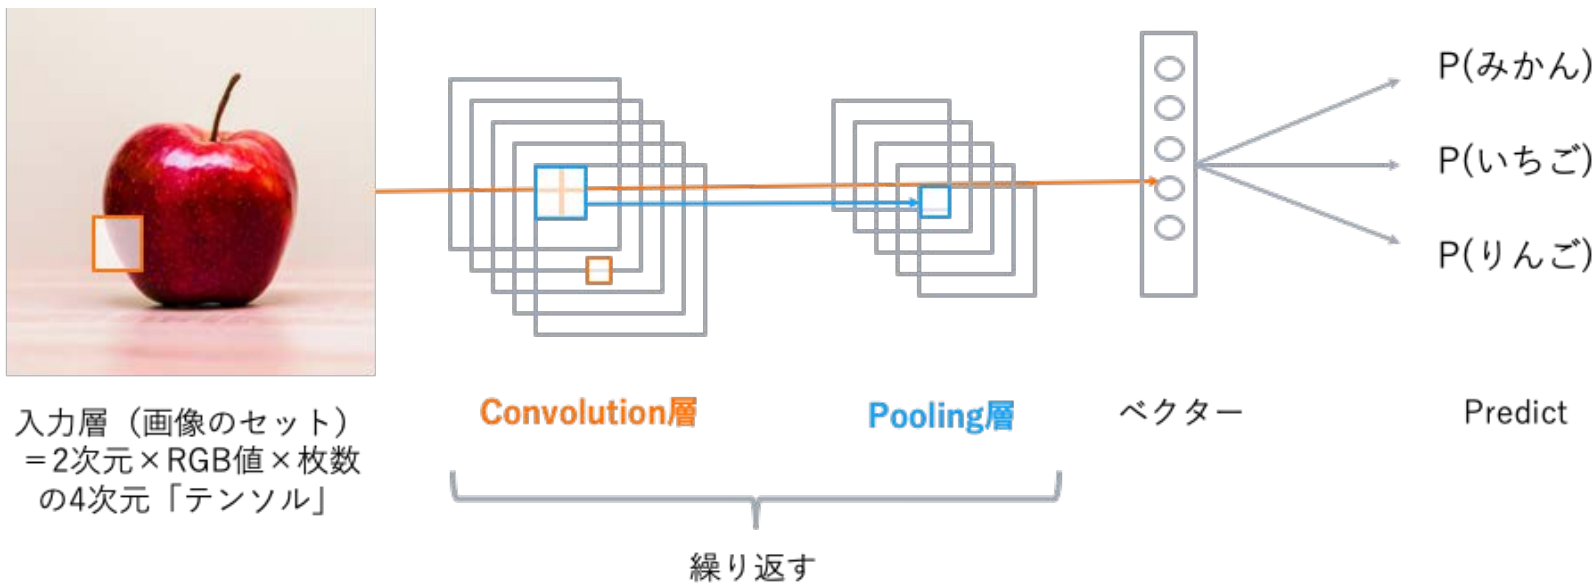 P(みかん)
P(いちご)
P(りんご)
入力層（画像のセット）
＝2次元×RGB値×枚数
の4次元「テンソル」
Convolution層
Pooling層
ベクター
Predict
繰り返す